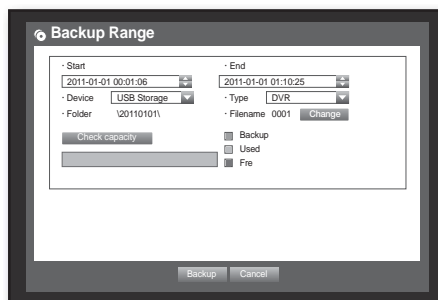 Backup Range
· Start
· End
2011-01-01 00:01:06
2011-01-01 01:10:25
· Device USB Storage
· Type DVR
· Folder \20110101\
· Filename 0001 Change
Check capacity
Backup
Used
Fre
Backup Cancel